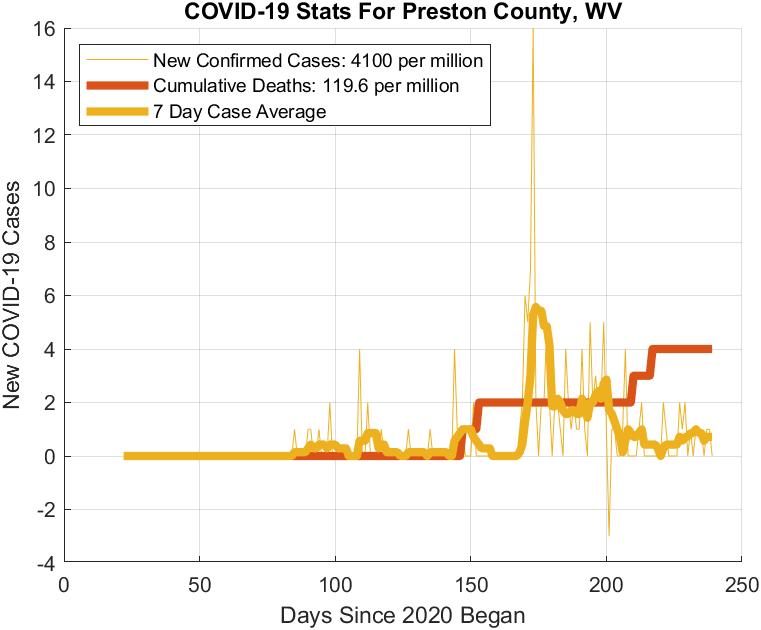 COVID-19 Stats For Preston County, WV
New Confirmed Cases: 4100 per million
Cumulative Deaths: 119.6 per million
7 Day Case Average
New COVID-19 Cases
16
14
12
10
8
6
4
2
0
-2
-4
0 50 100 150 200 250
Days Since 2020 Began